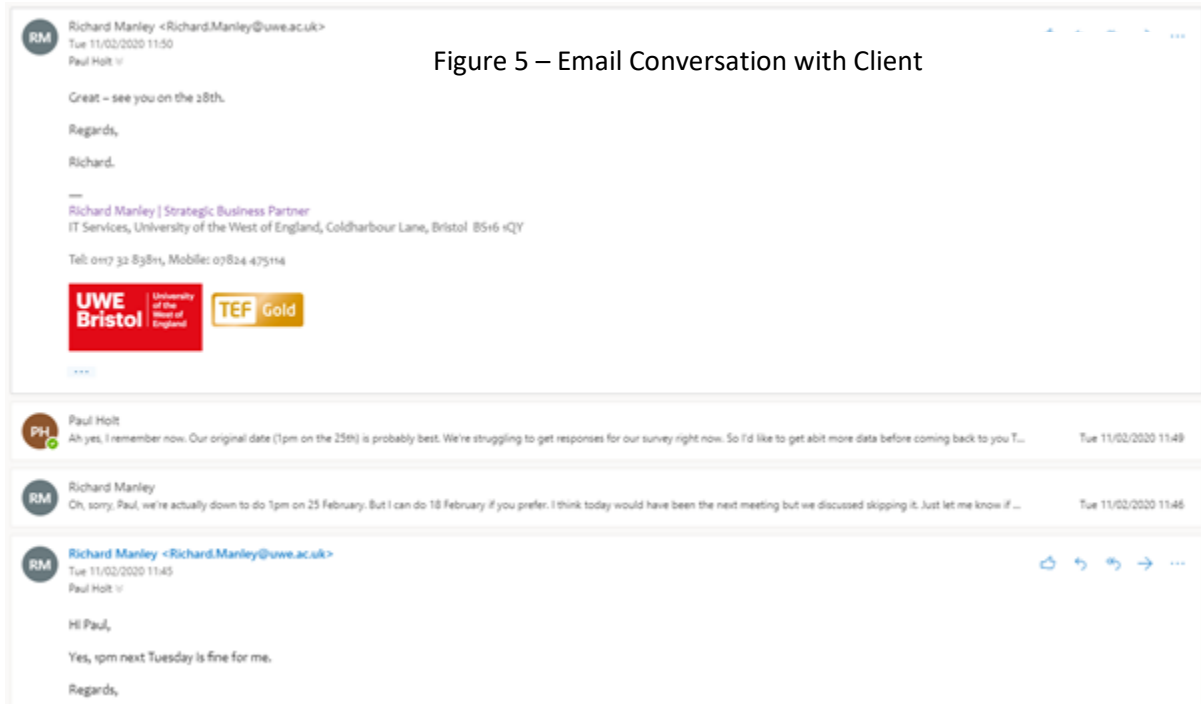 RM
Richard Manley <Richard.Manley@uwe.ac.uk>
Tue 11/02/2020 11:50
Paul Holt
Figure 5 – Email Conversation with Client
Great – see you on the 28th.
Regards,
Richard.
—
Richard Manley | Strategic Business Partner
IT Services, University of the West of England, Coldharbour Lane, Bristol BS16 1QY
Tel: 0117 32 83811, Mobile: 07824 475114
UWE Bristol
University of the West of England
TEF Gold
...
PH
Paul Holt
Ah yes, I remember now. Our original date (1pm on the 25th) is probably best. We're struggling to get responses for our survey right now. So I'd like to get abit more data before coming back to you T...
Tue 11/02/2020 11:49
RM
Richard Manley
Oh, sorry, Paul, we're actually down to do 1pm on 25 February. But I can do 18 February if you prefer. I think today would have been the next meeting but we discussed skipping it. Just let me know if ...
Tue 11/02/2020 11:46
RM
Richard Manley <Richard.Manley@uwe.ac.uk>
Tue 11/02/2020 11:45
Paul Holt
Hi Paul,
Yes, 1pm next Tuesday is fine for me.
Regards,